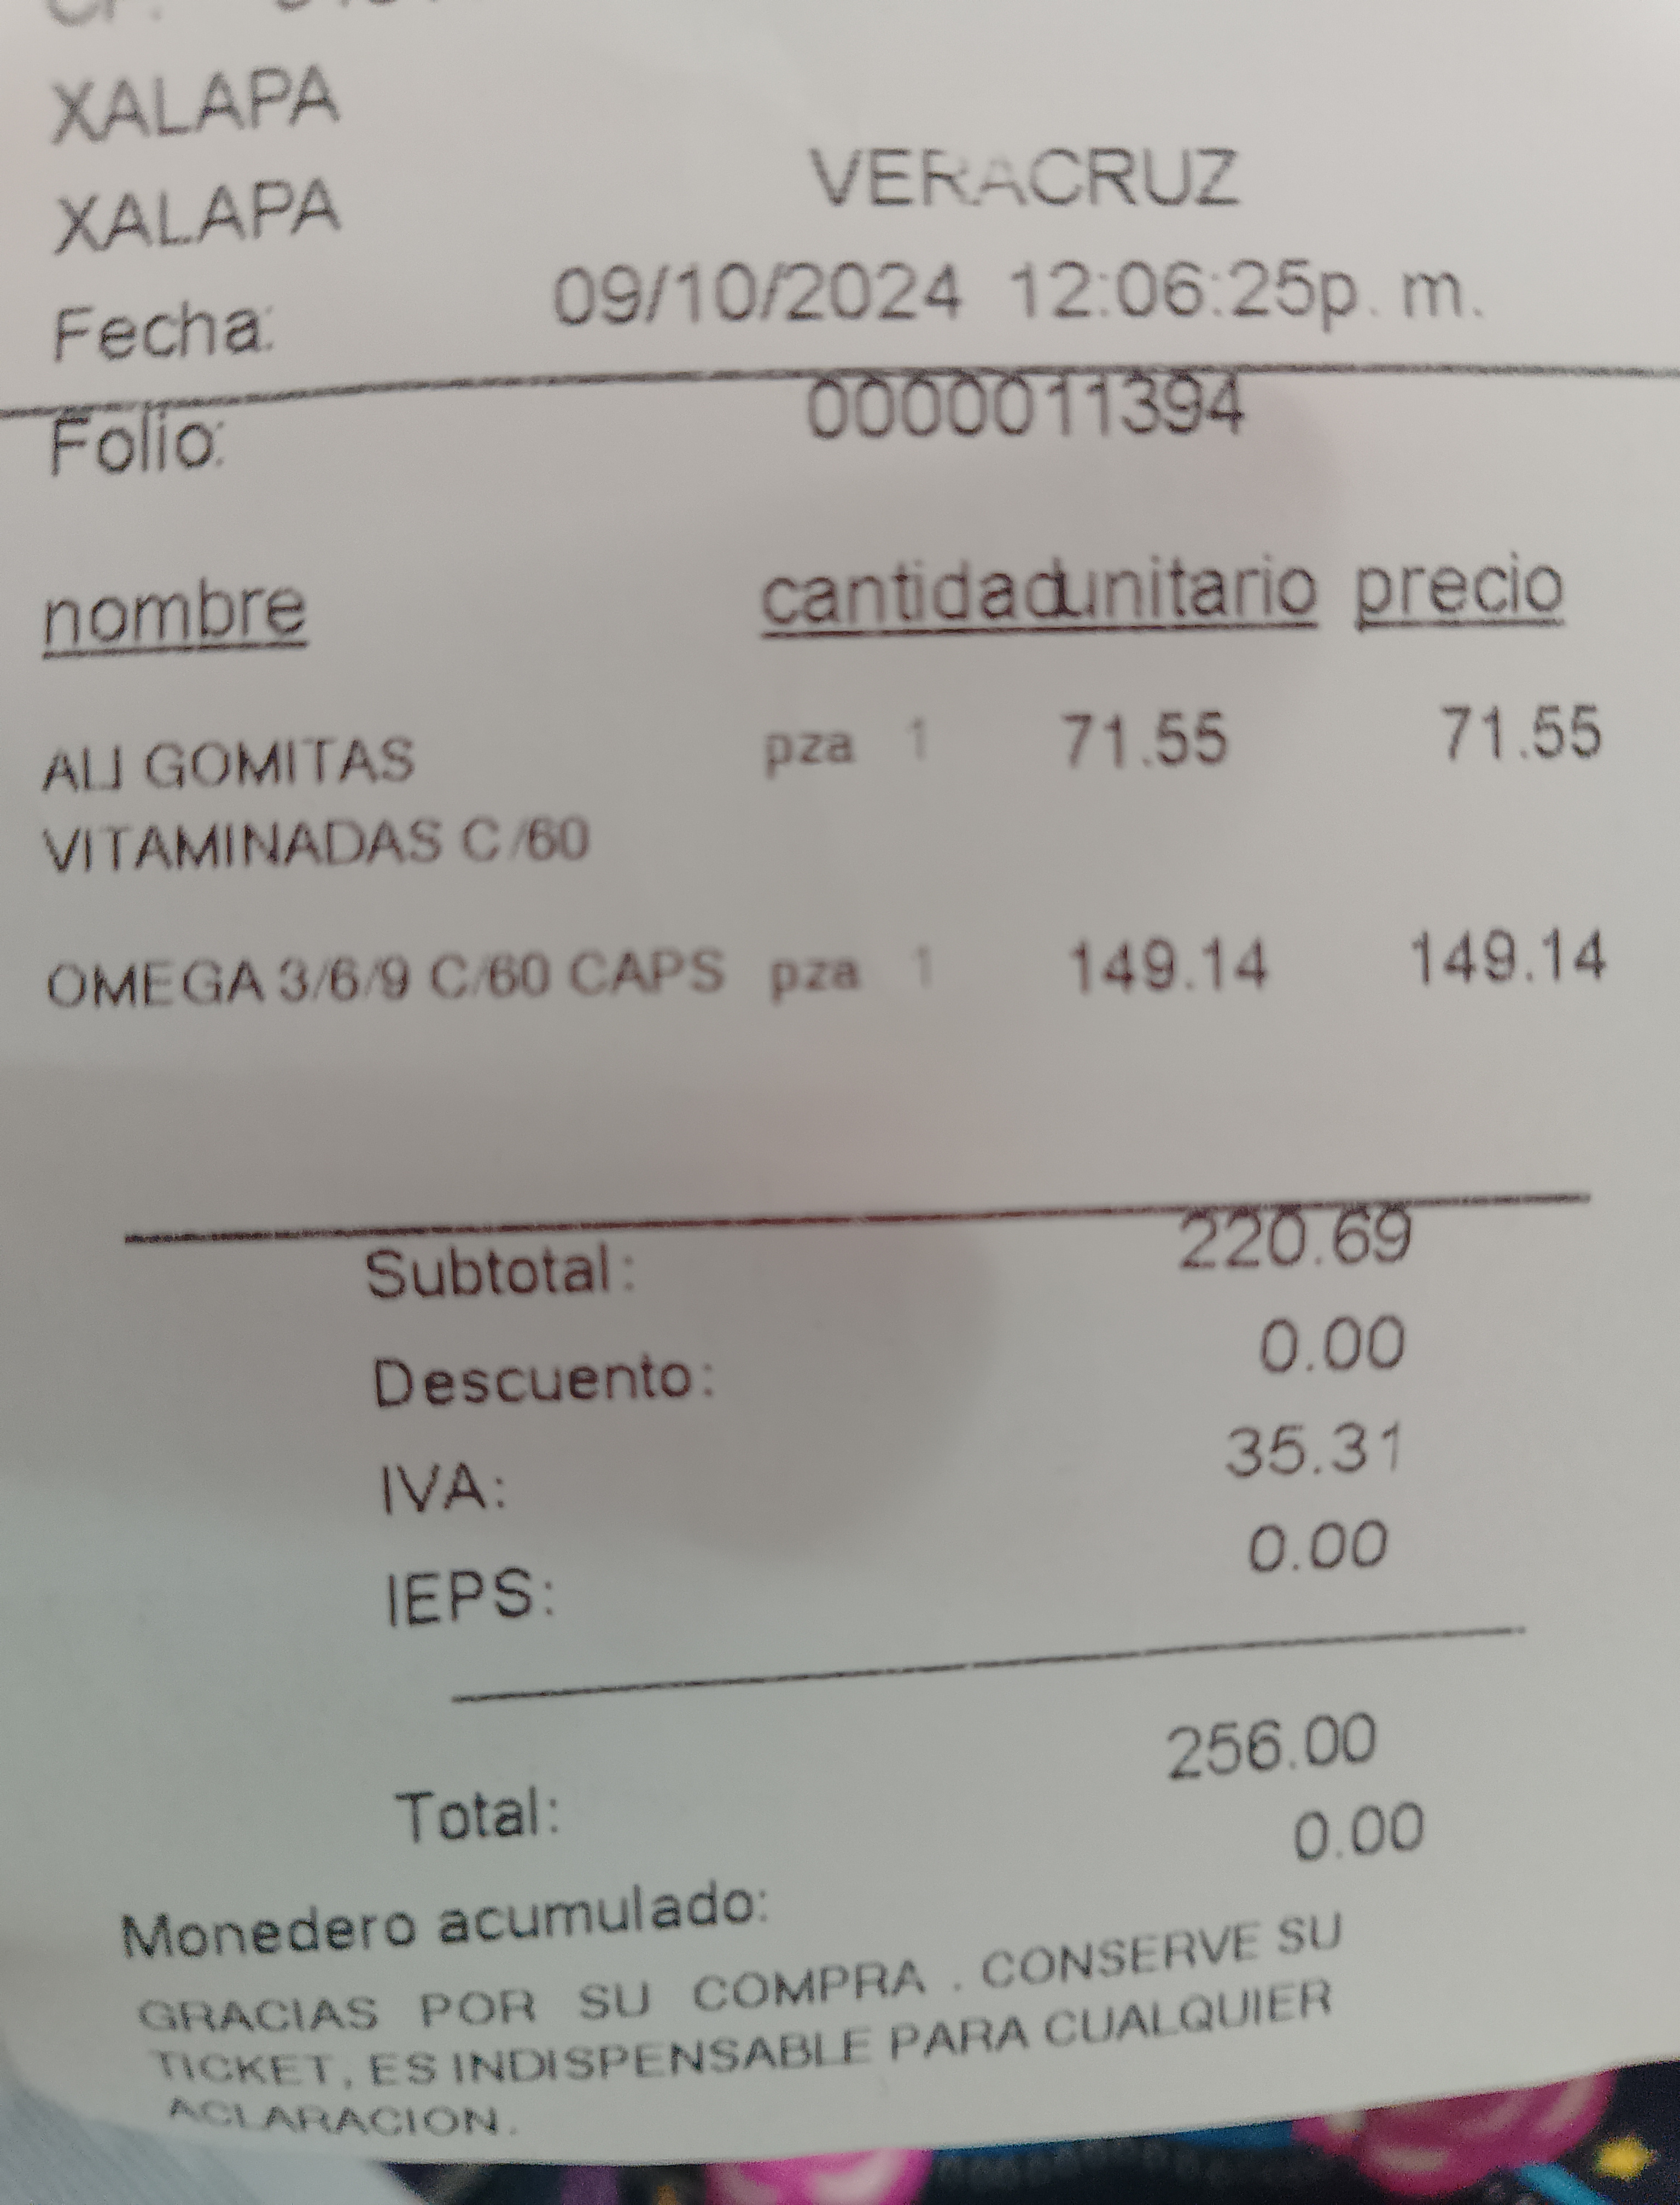 XALAPA
XALAPA VERACRUZ
Fecha: 09/10/2024 12:06:25p. m.
Folio: 0000011394
nombre cantidad unitario precio
ALI GOMITAS pza 1 71.55 71.55
VITAMINADAS C/60
OMEGA 3/6/9 C/60 CAPS pza 1 149.14 149.14
Subtotal: 220.69
Descuento: 0.00
IVA: 35.31
IEPS: 0.00
Total: 256.00
Monedero acumulado: 0.00
GRACIAS POR SU COMPRA . CONSERVE SU
TICKET, ES INDISPENSABLE PARA CUALQUIER
ACLARACION.